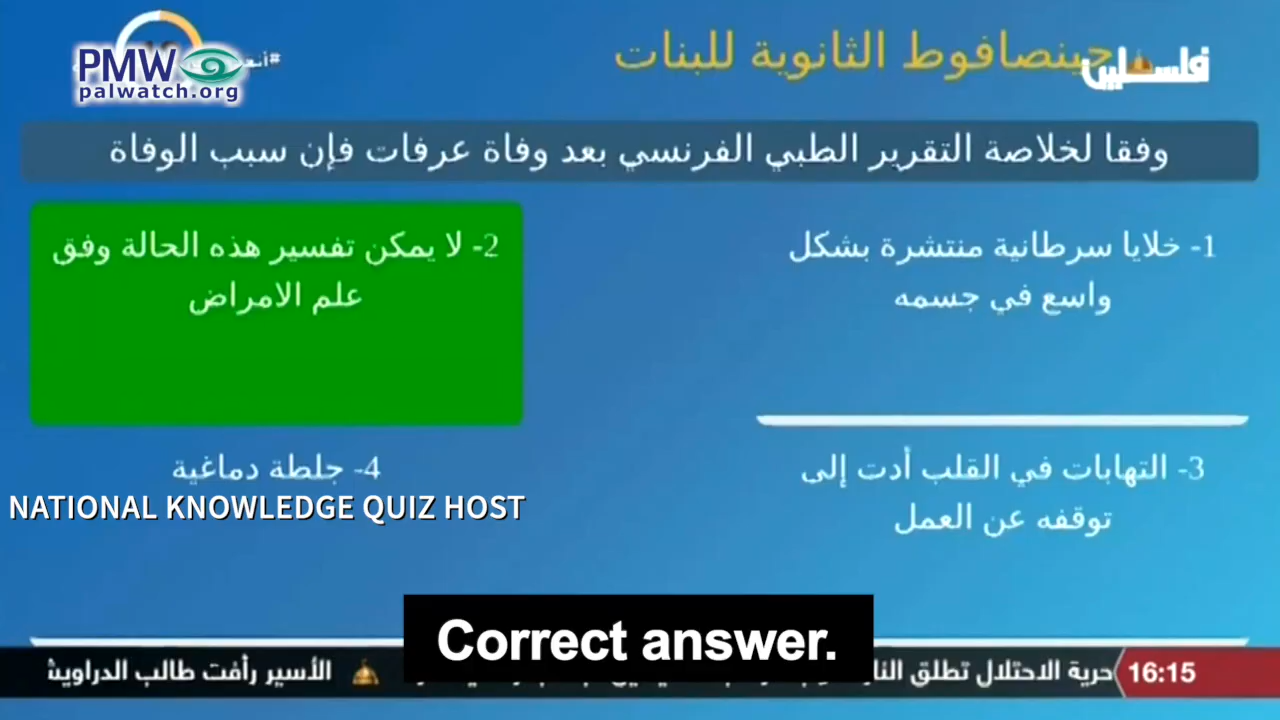 PMW
palwatch.org
جينصافوط الثانوية للبنات
فلسطين
وفقا لخلاصة التقرير الطبي الفرنسي بعد وفاة عرفات فإن سبب الوفاة
1- خلايا سرطانية منتشرة بشكل
واسع في جسمه
2- لا يمكن تفسير هذه الحالة وفق
علم الامراض
3- التهابات في القلب أدت إلى
توقفه عن العمل
4- جلطة دماغية
NATIONAL KNOWLEDGE QUIZ HOST
Correct answer.
16:15
حرية الاحتلال تطلق
الأسير رأفت طالب